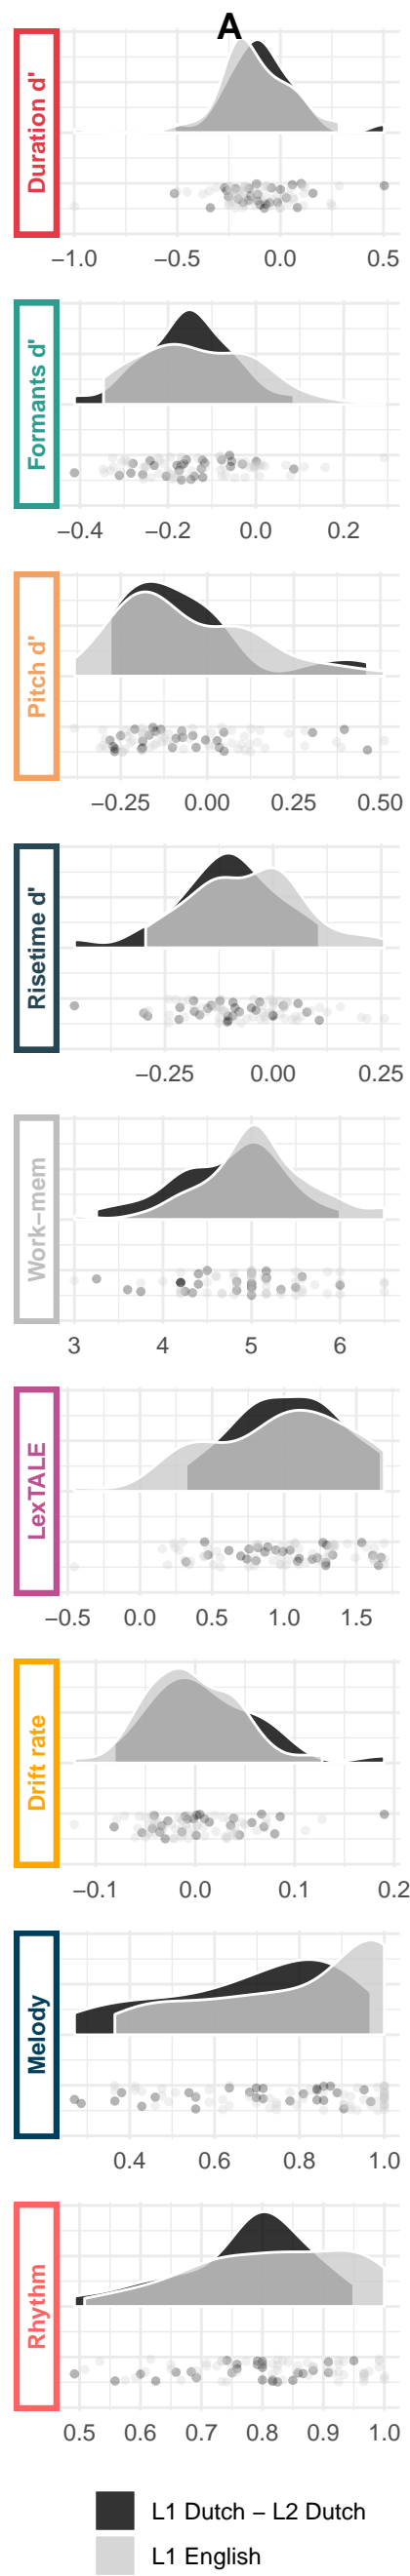 A
Duration d'
−1.0 −0.5 0.0 0.5
Formants d'
−0.4 −0.2 0.0 0.2
Pitch d'
−0.25 0.00 0.25 0.50
Risetime d'
−0.25 0.00 0.25
Work−mem
3 4 5 6
LexTALE
−0.5 0.0 0.5 1.0 1.5
Drift rate
−0.1 0.0 0.1 0.2
Melody
0.4 0.6 0.8 1.0
Rhythm
0.5 0.6 0.7 0.8 0.9 1.0
L1 Dutch − L2 Dutch
L1 English